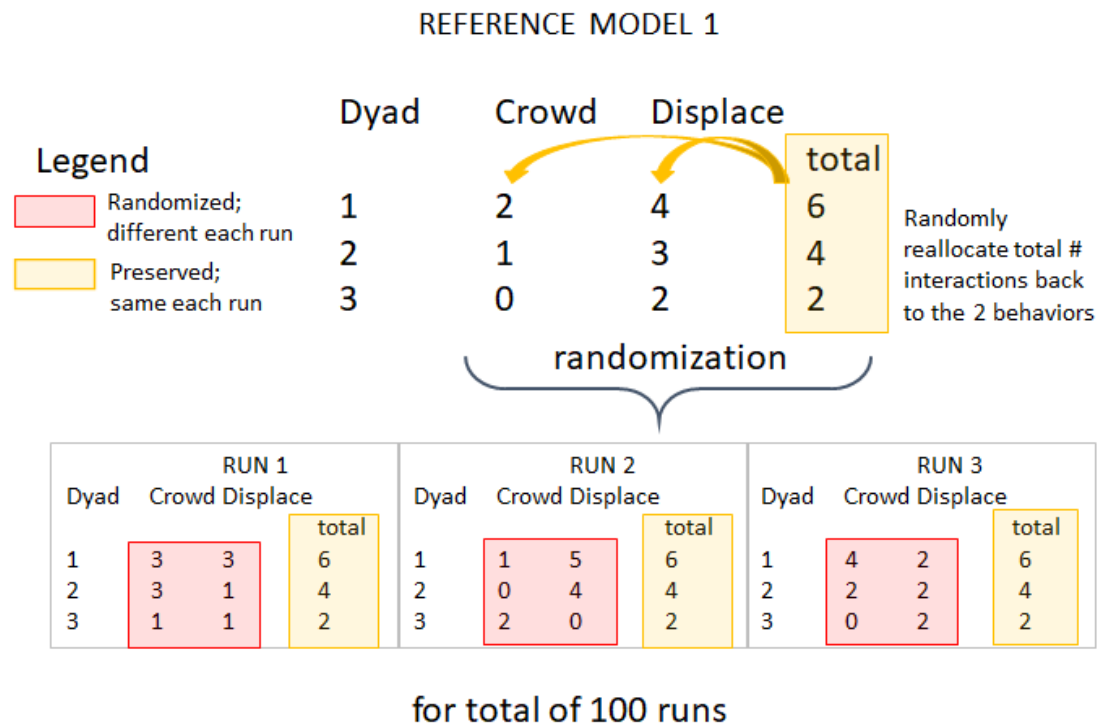 REFERENCE MODEL 1
Dyad Crowd Displace
total
Legend
Randomized;
different each run
Preserved;
same each run
1 2 4 6
2 1 3 4
3 0 2 2
Randomly
reallocate total #
interactions back
to the 2 behaviors
randomization
RUN 1
Dyad Crowd Displace
total
1 3 3 6
2 3 1 4
3 1 1 2
RUN 2
Dyad Crowd Displace
total
1 1 5 6
2 0 4 4
3 2 0 2
RUN 3
Dyad Crowd Displace
total
1 4 2 6
2 2 2 4
3 0 2 2
for total of 100 runs